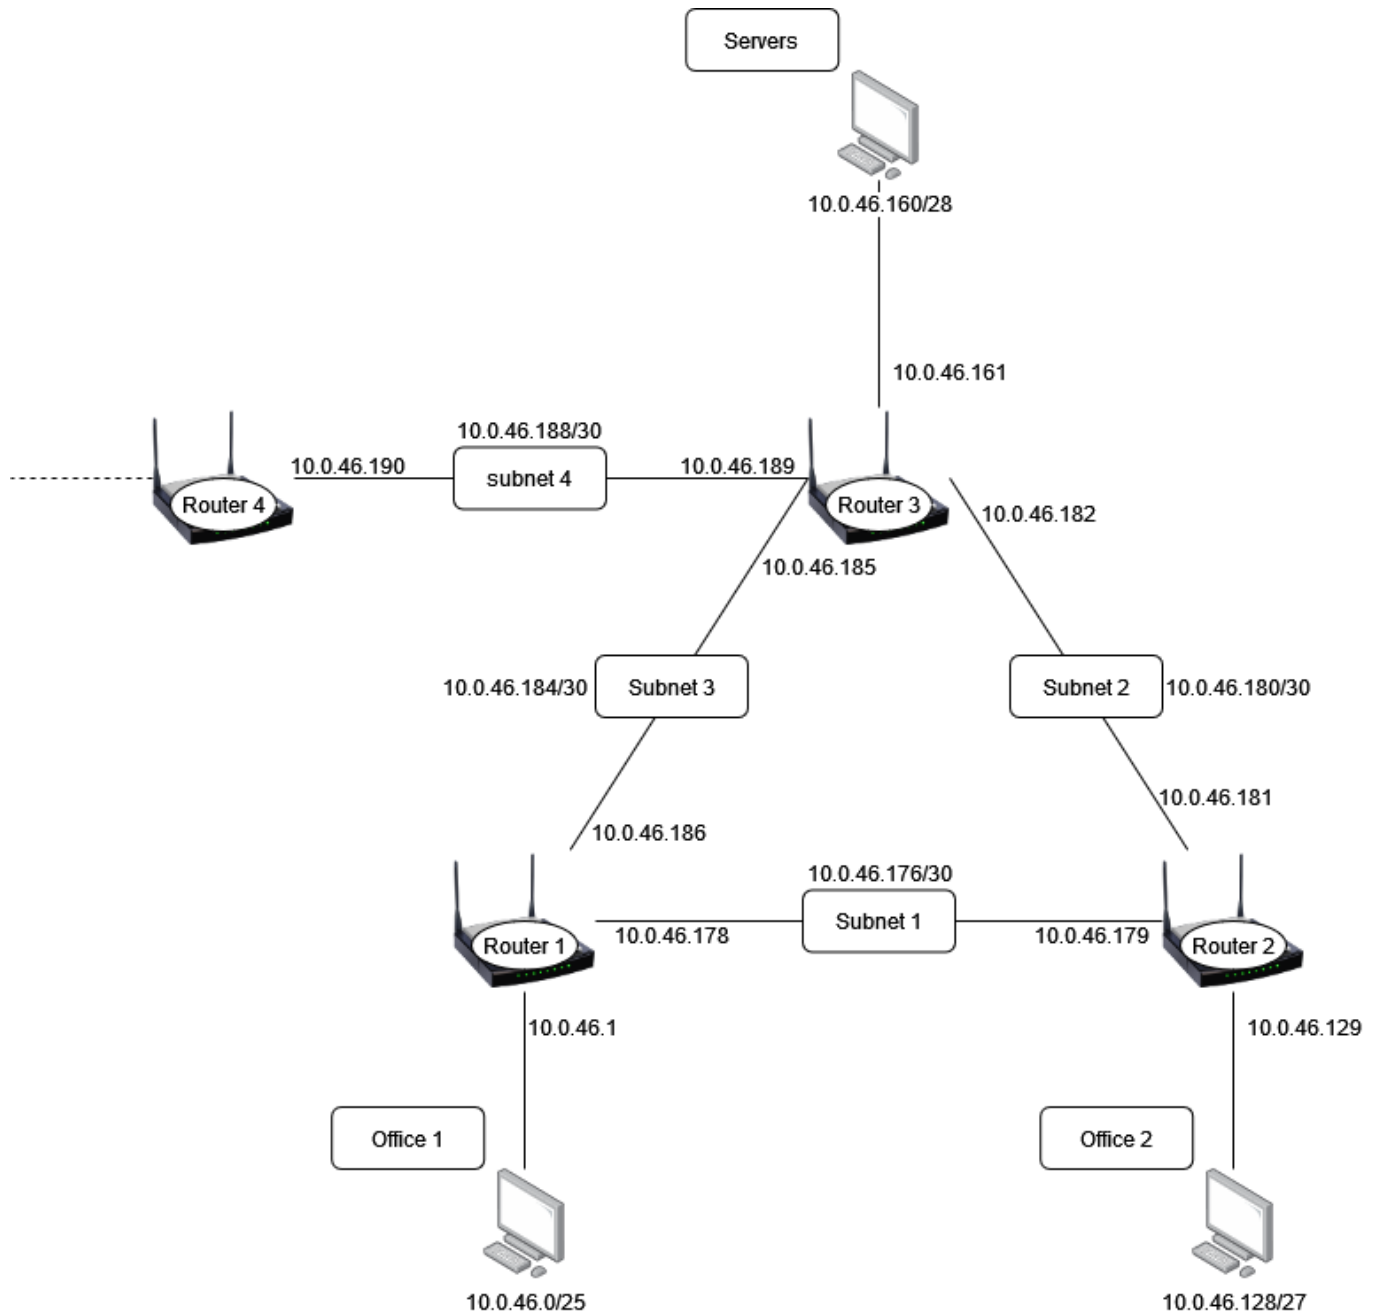 Servers
10.0.46.160/28
10.0.46.161
10.0.46.188/30
10.0.46.190
subnet 4
10.0.46.189
Router 4
Router 3
10.0.46.182
10.0.46.185
10.0.46.184/30
Subnet 3
Subnet 2
10.0.46.180/30
10.0.46.181
10.0.46.186
10.0.46.176/30
Subnet 1
10.0.46.178
10.0.46.179
Router 1
Router 2
10.0.46.1
10.0.46.129
Office 1
Office 2
10.0.46.0/25
10.0.46.128/27